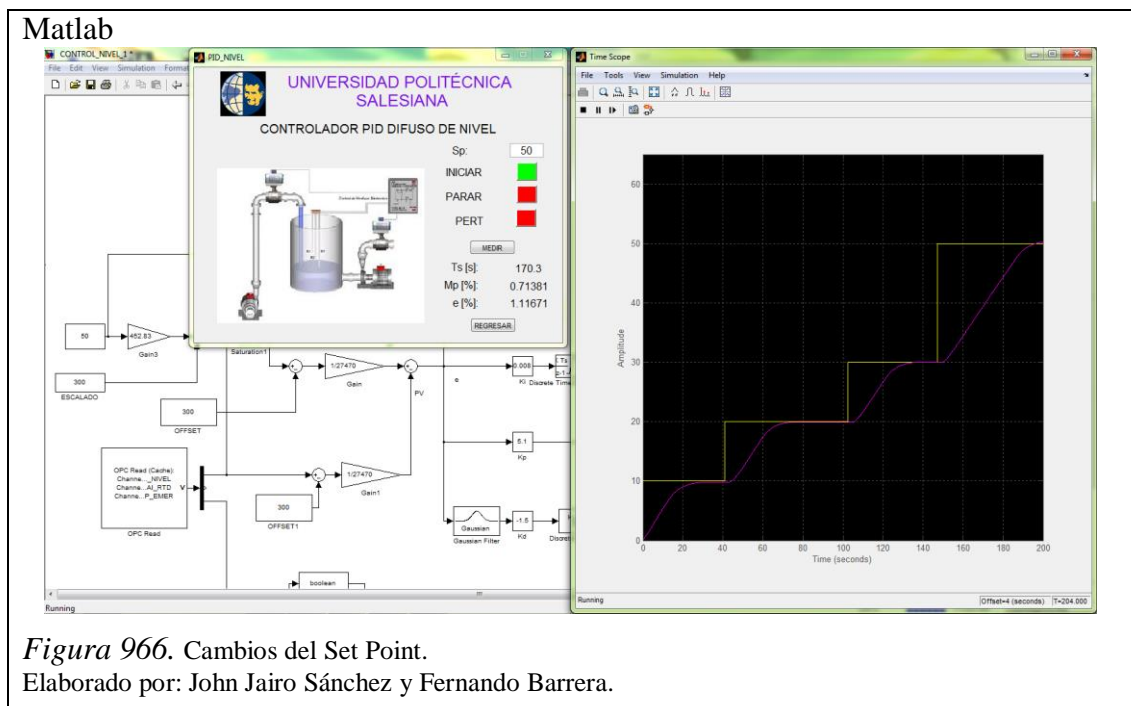 Matlab
CONTROL_NIVEL_1 *
File Edit View Simulation Format
PID_NIVEL
UNIVERSIDAD POLITÉCNICA
SALESIANA
CONTROLADOR PID DIFUSO DE NIVEL
Sp: 50
INICIAR
PARAR
PERT
MEDIR
Ts [s]: 170.3
Mp [%]: 0.71381
e [%]: 1.11671
REGRESAR
50
452.83
Gain3
300
ESCALADO
Saturation1
300
OFFSET
1/27470
Gain
PV
e
0.008
Ki
Discrete Time
5.1
Kp
OPC Read (Cache):
Channe..._NIVEL
Channe...AI_RTD
Channe...P_EMER
V
OPC Read
300
OFFSET1
1/27470
Gain1
Gaussian
Gaussian Filter
-1.5
Kd
boolean
Running
Time Scope
File Tools View Simulation Help
Amplitude
60
50
40
30
20
10
0
0 20 40 60 80 100 120 140 160 180 200
Time (seconds)
Running
Offset=4 (seconds) T=204.000
Figura 966. Cambios del Set Point.
Elaborado por: John Jairo Sánchez y Fernando Barrera.